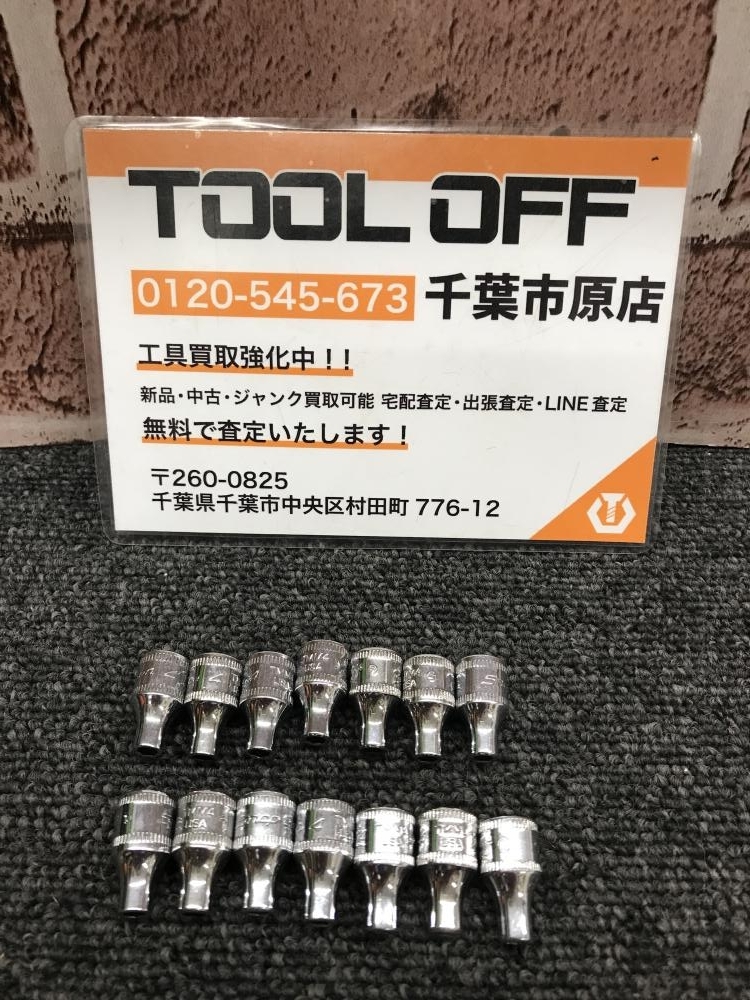 TOOL OFF
0120-545-673 千葉市原店
工具買取強化中！！
新品・中古・ジャンク買取可能 宅配査定・出張査定・LINE査定
無料で査定いたします！
〒260-0825
千葉県千葉市中央区村田町 776-12
USA